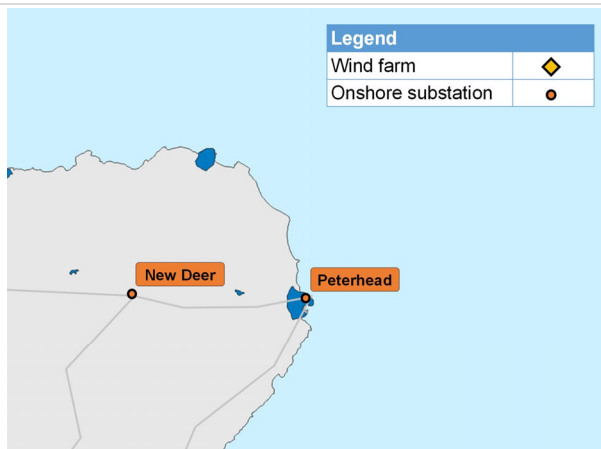 Legend
Wind farm
Onshore substation
New Deer
Peterhead